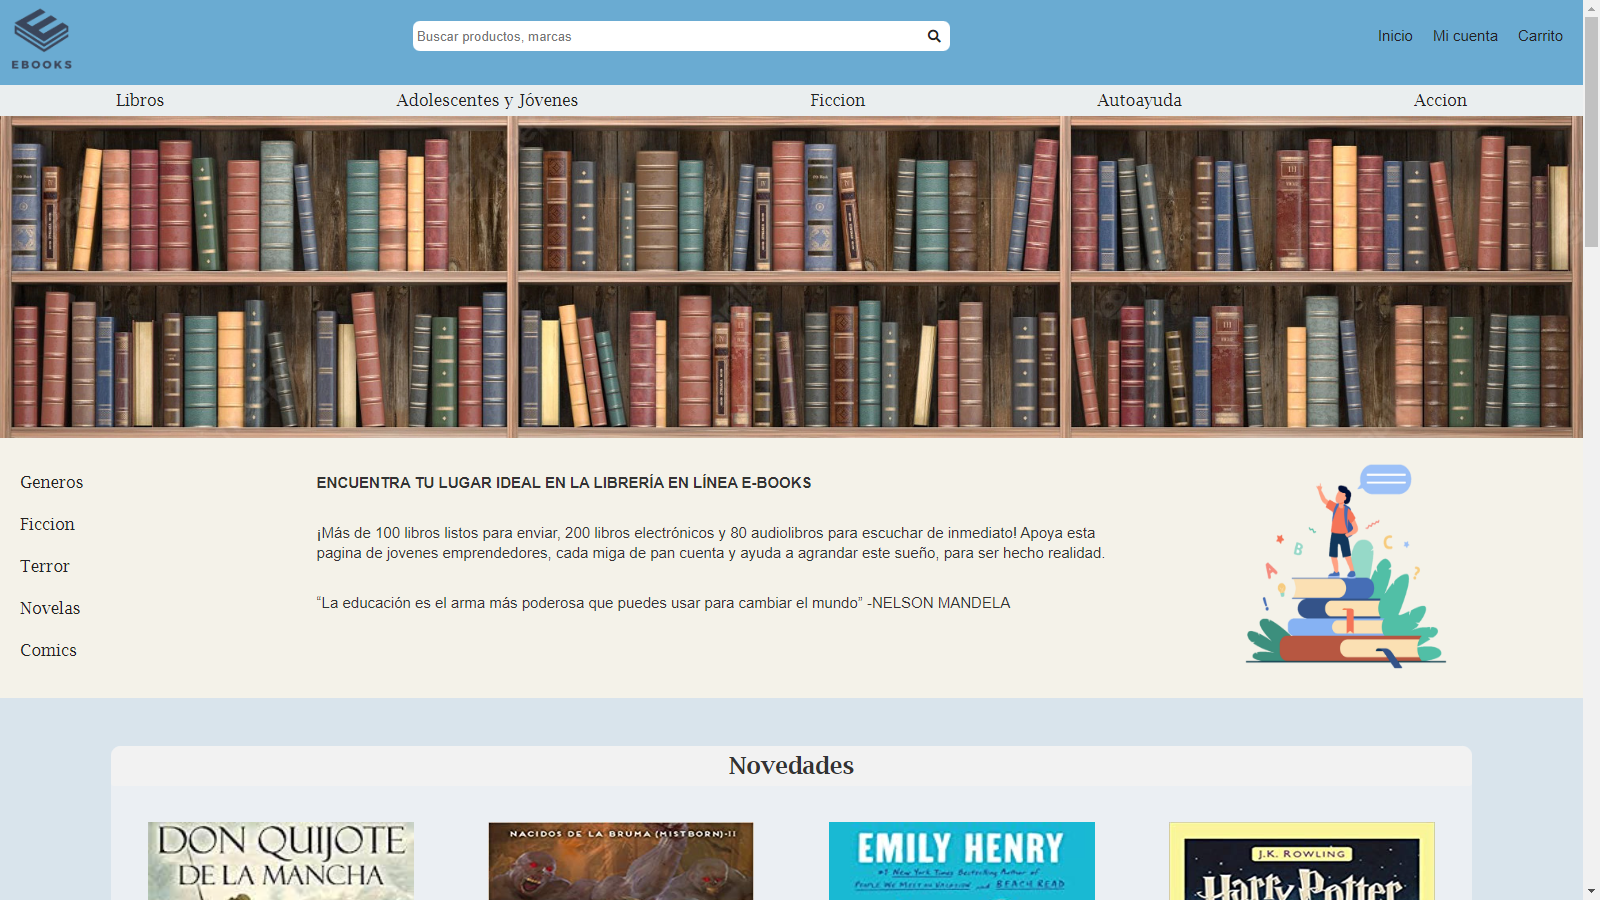 EBOOKS
Buscar productos, marcas
Inicio Mi cuenta Carrito
Libros Adolescentes y Jóvenes Ficcion Autoayuda Accion
Generos
Ficcion
Terror
Novelas
Comics
ENCUENTRA TU LUGAR IDEAL EN LA LIBRERÍA EN LÍNEA E-BOOKS
¡Más de 100 libros listos para enviar, 200 libros electrónicos y 80 audiolibros para escuchar de inmediato! Apoya esta
pagina de jovenes emprendedores, cada miga de pan cuenta y ayuda a agrandar este sueño, para ser hecho realidad.
“La educación es el arma más poderosa que puedes usar para cambiar el mundo” -NELSON MANDELA
A B C ? !
Novedades
DON QUIJOTE
DE LA MANCHA
NACIDOS DE LA BRUMA (MISTBORN)-II
EMILY HENRY
#1 New York Times Bestselling Author of
PEOPLE WE MEET ON VACATION and BEACH READ
J.K. ROWLING
Harry Potter